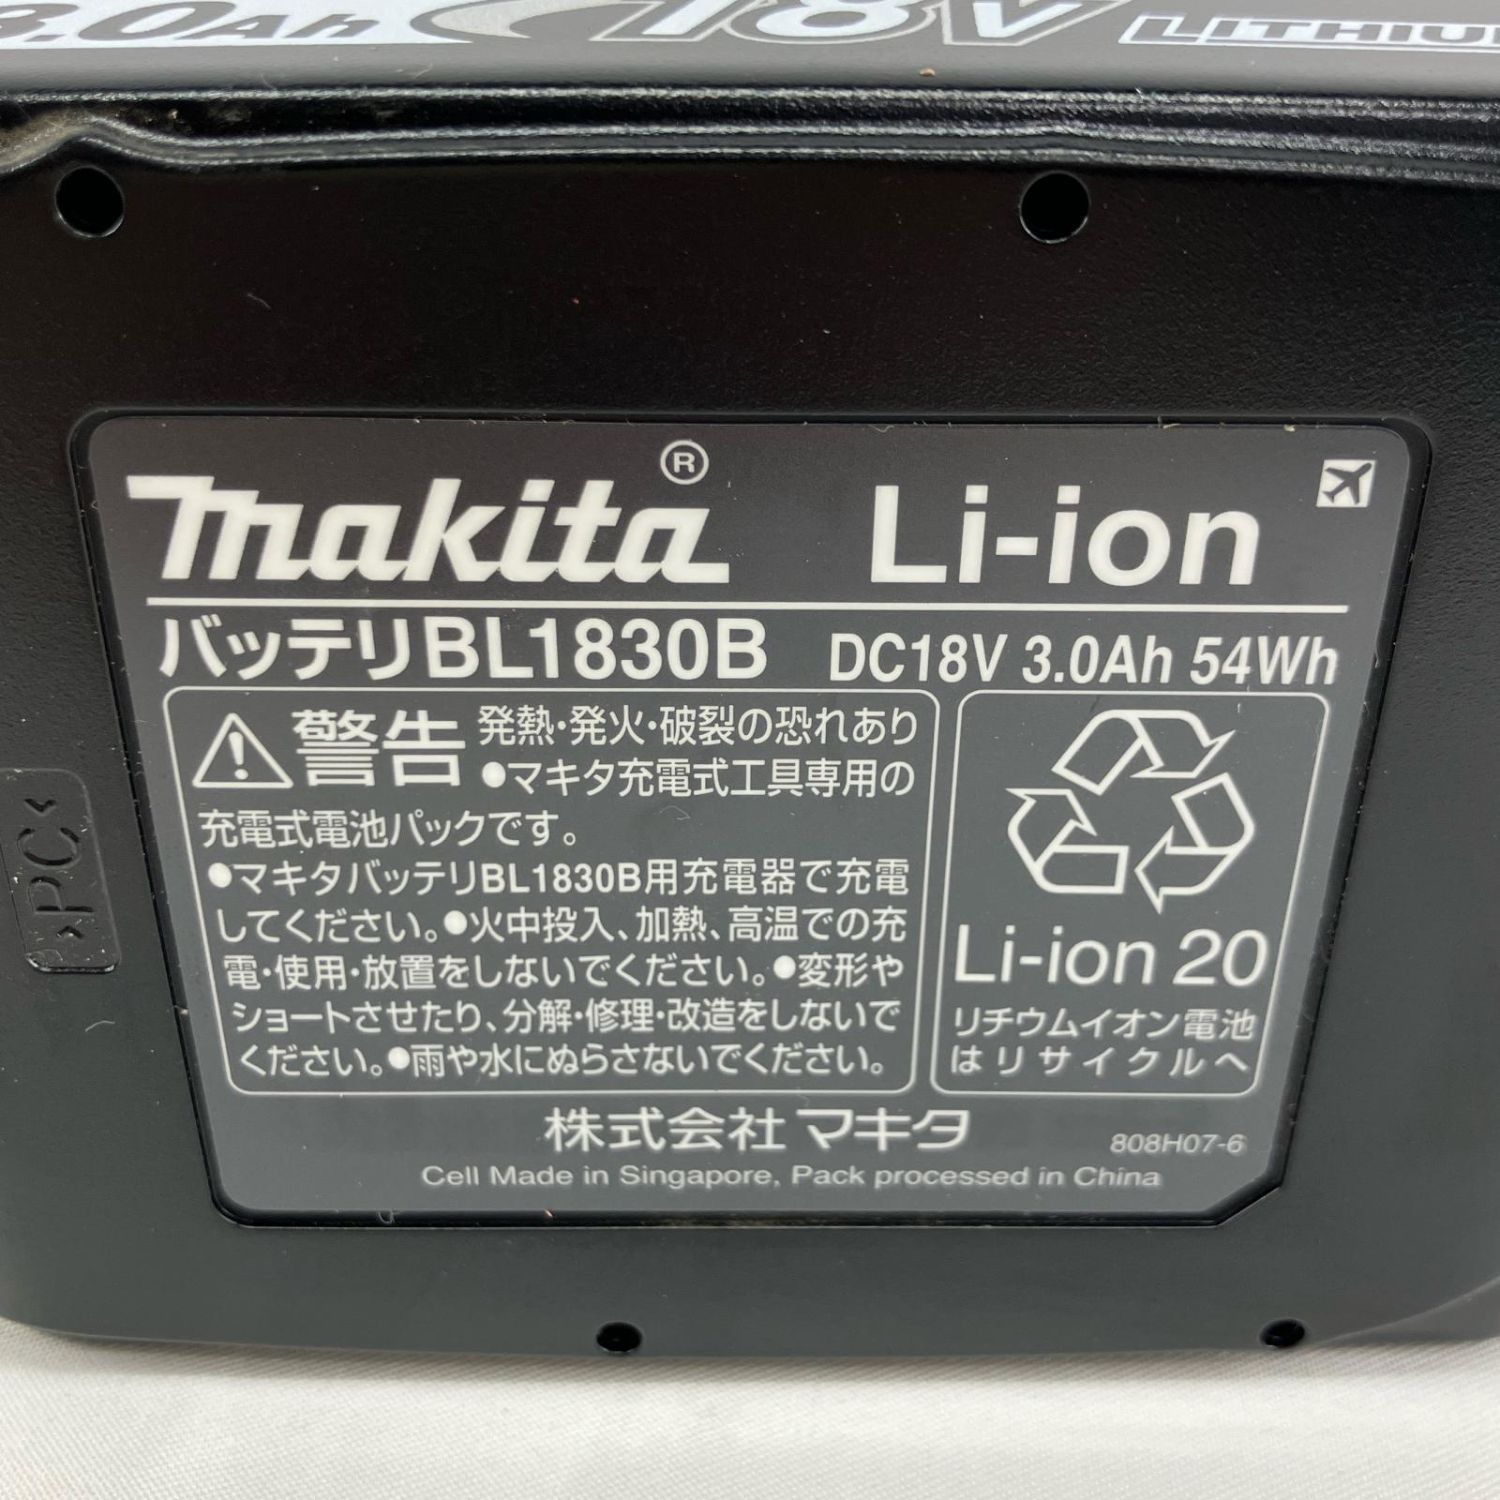 3.0Ah 18V LITHIUM
makita® Li-ion
バッテリBL1830B DC18V 3.0Ah 54Wh
警告 発熱・発火・破裂の恐れあり
●マキタ充電式工具専用の
充電式電池パックです。
●マキタバッテリBL1830B用充電器で充電
してください。●火中投入、加熱、高温での充
電・使用・放置をしないでください。●変形や
ショートさせたり、分解・修理・改造をしないで
ください。●雨や水にぬらさないでください。
Li-ion 20
リチウムイオン電池
はリサイクルへ
株式会社マキタ
808H07-6
Cell Made in Singapore, Pack processed in China
>PC<